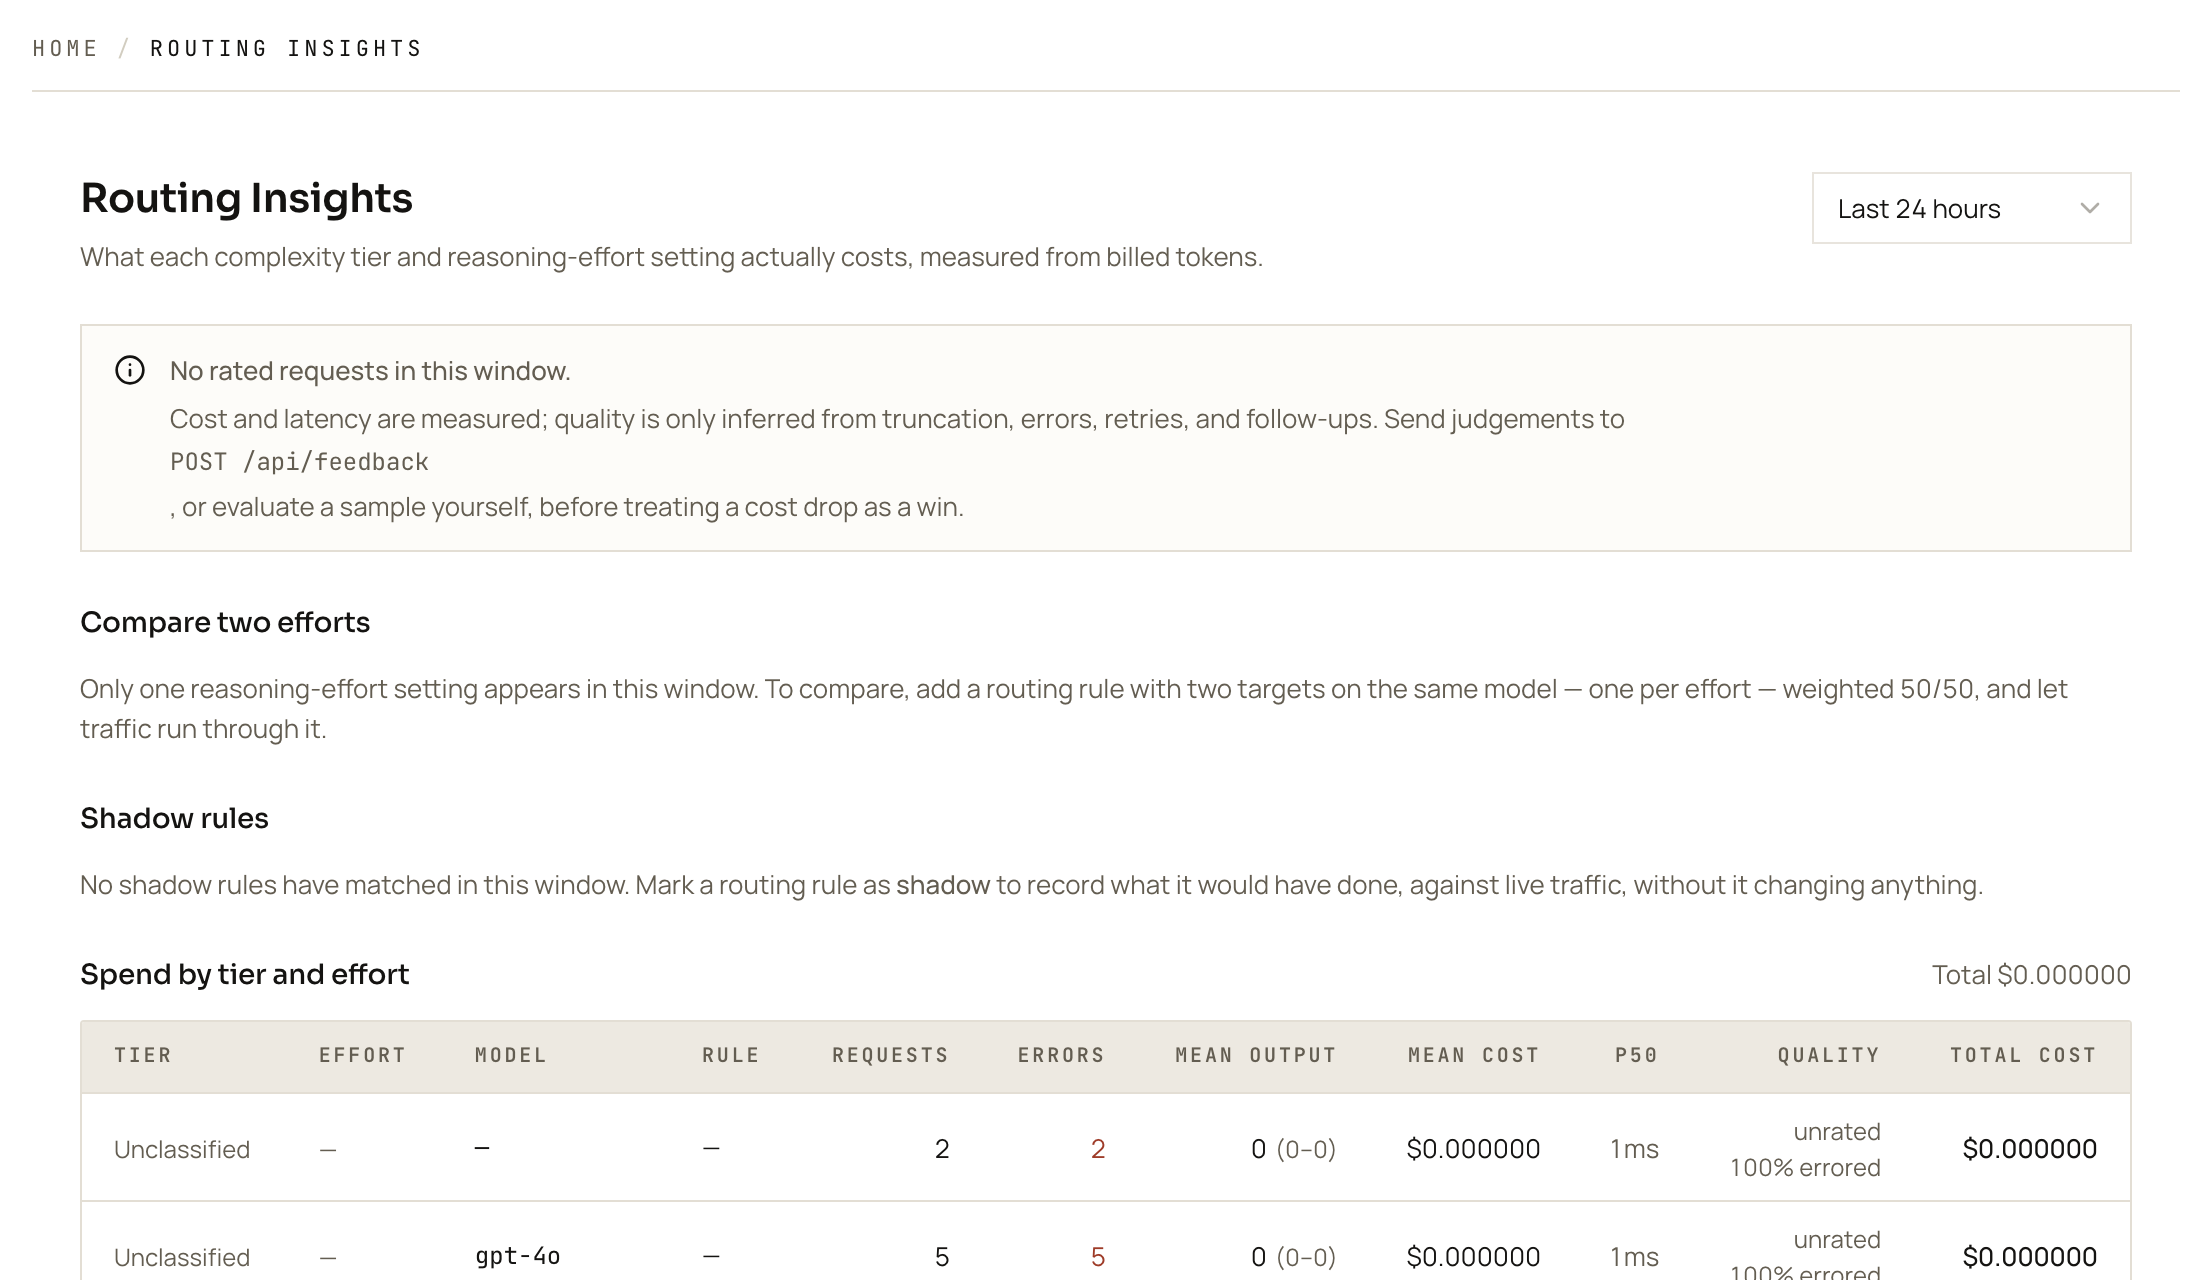 HOME / ROUTING INSIGHTS
Routing Insights
Last 24 hours
What each complexity tier and reasoning-effort setting actually costs, measured from billed tokens.
No rated requests in this window.
Cost and latency are measured; quality is only inferred from truncation, errors, retries, and follow-ups. Send judgements to
POST /api/feedback
, or evaluate a sample yourself, before treating a cost drop as a win.
Compare two efforts
Only one reasoning-effort setting appears in this window. To compare, add a routing rule with two targets on the same model — one per effort — weighted 50/50, and let
traffic run through it.
Shadow rules
No shadow rules have matched in this window. Mark a routing rule as shadow to record what it would have done, against live traffic, without it changing anything.
Spend by tier and effort
Total $0.000000
TIER EFFORT MODEL RULE REQUESTS ERRORS MEAN OUTPUT MEAN COST P50 QUALITY TOTAL COST
Unclassified — — — 2 2 0 (0–0) $0.000000 1ms unrated 100% errored $0.000000
Unclassified — gpt-4o — 5 5 0 (0–0) $0.000000 1ms unrated 100% errored $0.000000